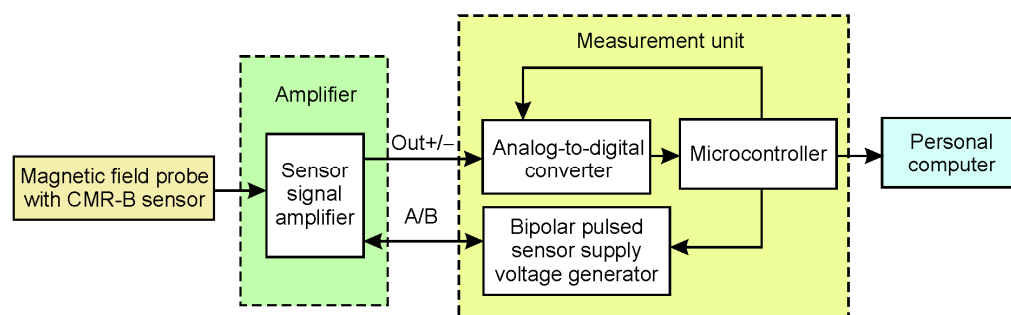 Measurement unit
Amplifier
Magnetic field probe
with CMR-B sensor
Sensor
signal
amplifier
Out+/−
A/B
Analog-to-digital
converter
Microcontroller
Personal
computer
Bipolar pulsed
sensor supply
voltage generator